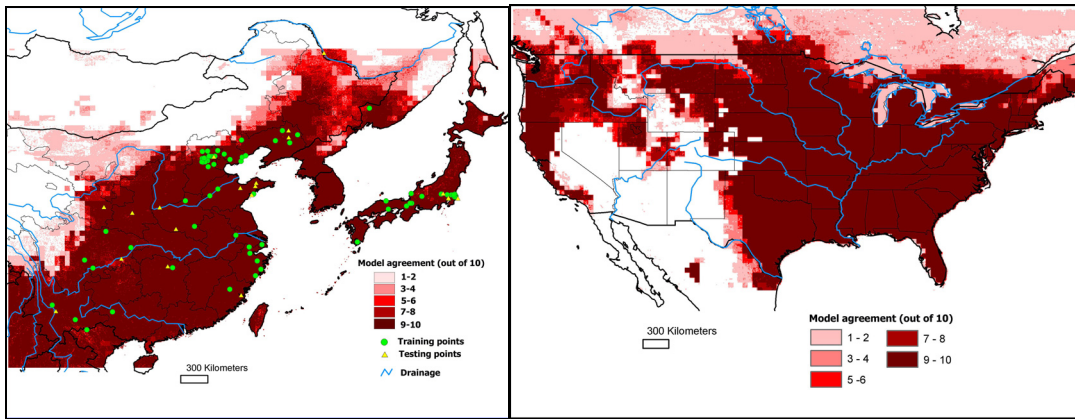 Model agreement (out of 10)
1-2
3-4
5-6
7-8
9-10
Training points
Testing points
Drainage
300 Kilometers
300 Kilometers
Model agreement (out of 10)
1 - 2
3 - 4
5 -6
7 - 8
9 - 10